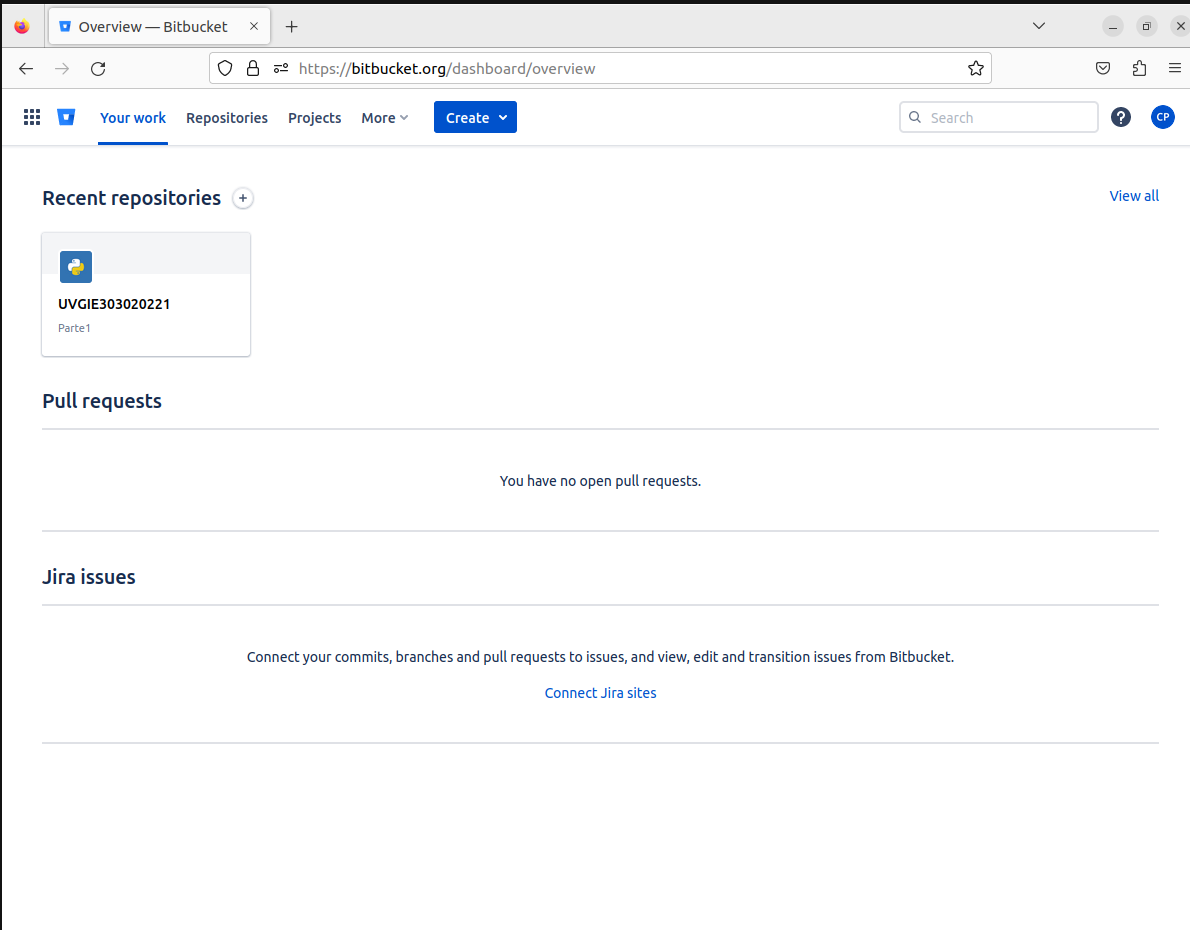 Overview — Bitbucket
https://bitbucket.org/dashboard/overview
Your work Repositories Projects More Create Search CP
Recent repositories View all
UVGIE303020221
Parte1
Pull requests
You have no open pull requests.
Jira issues
Connect your commits, branches and pull requests to issues, and view, edit and transition issues from Bitbucket.
Connect Jira sites